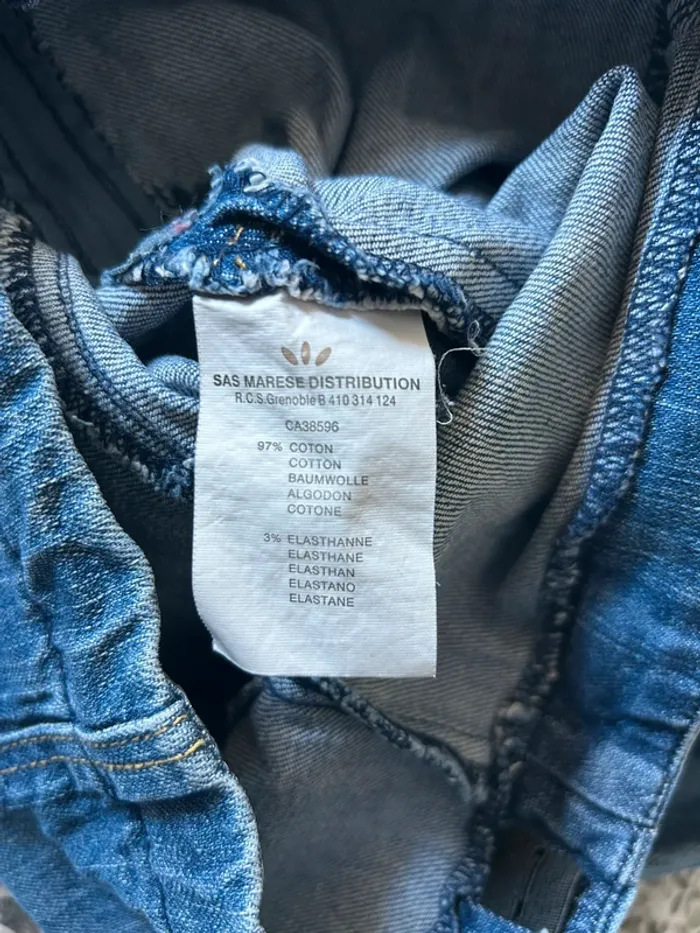 SAS MARESE DISTRIBUTION
R.C.S.Grenoble B 410 314 124
CA38596
97% COTON
COTTON
BAUMWOLLE
ALGODON
COTONE
3% ELASTHANNE
ELASTHANE
ELASTHAN
ELASTANO
ELASTANE